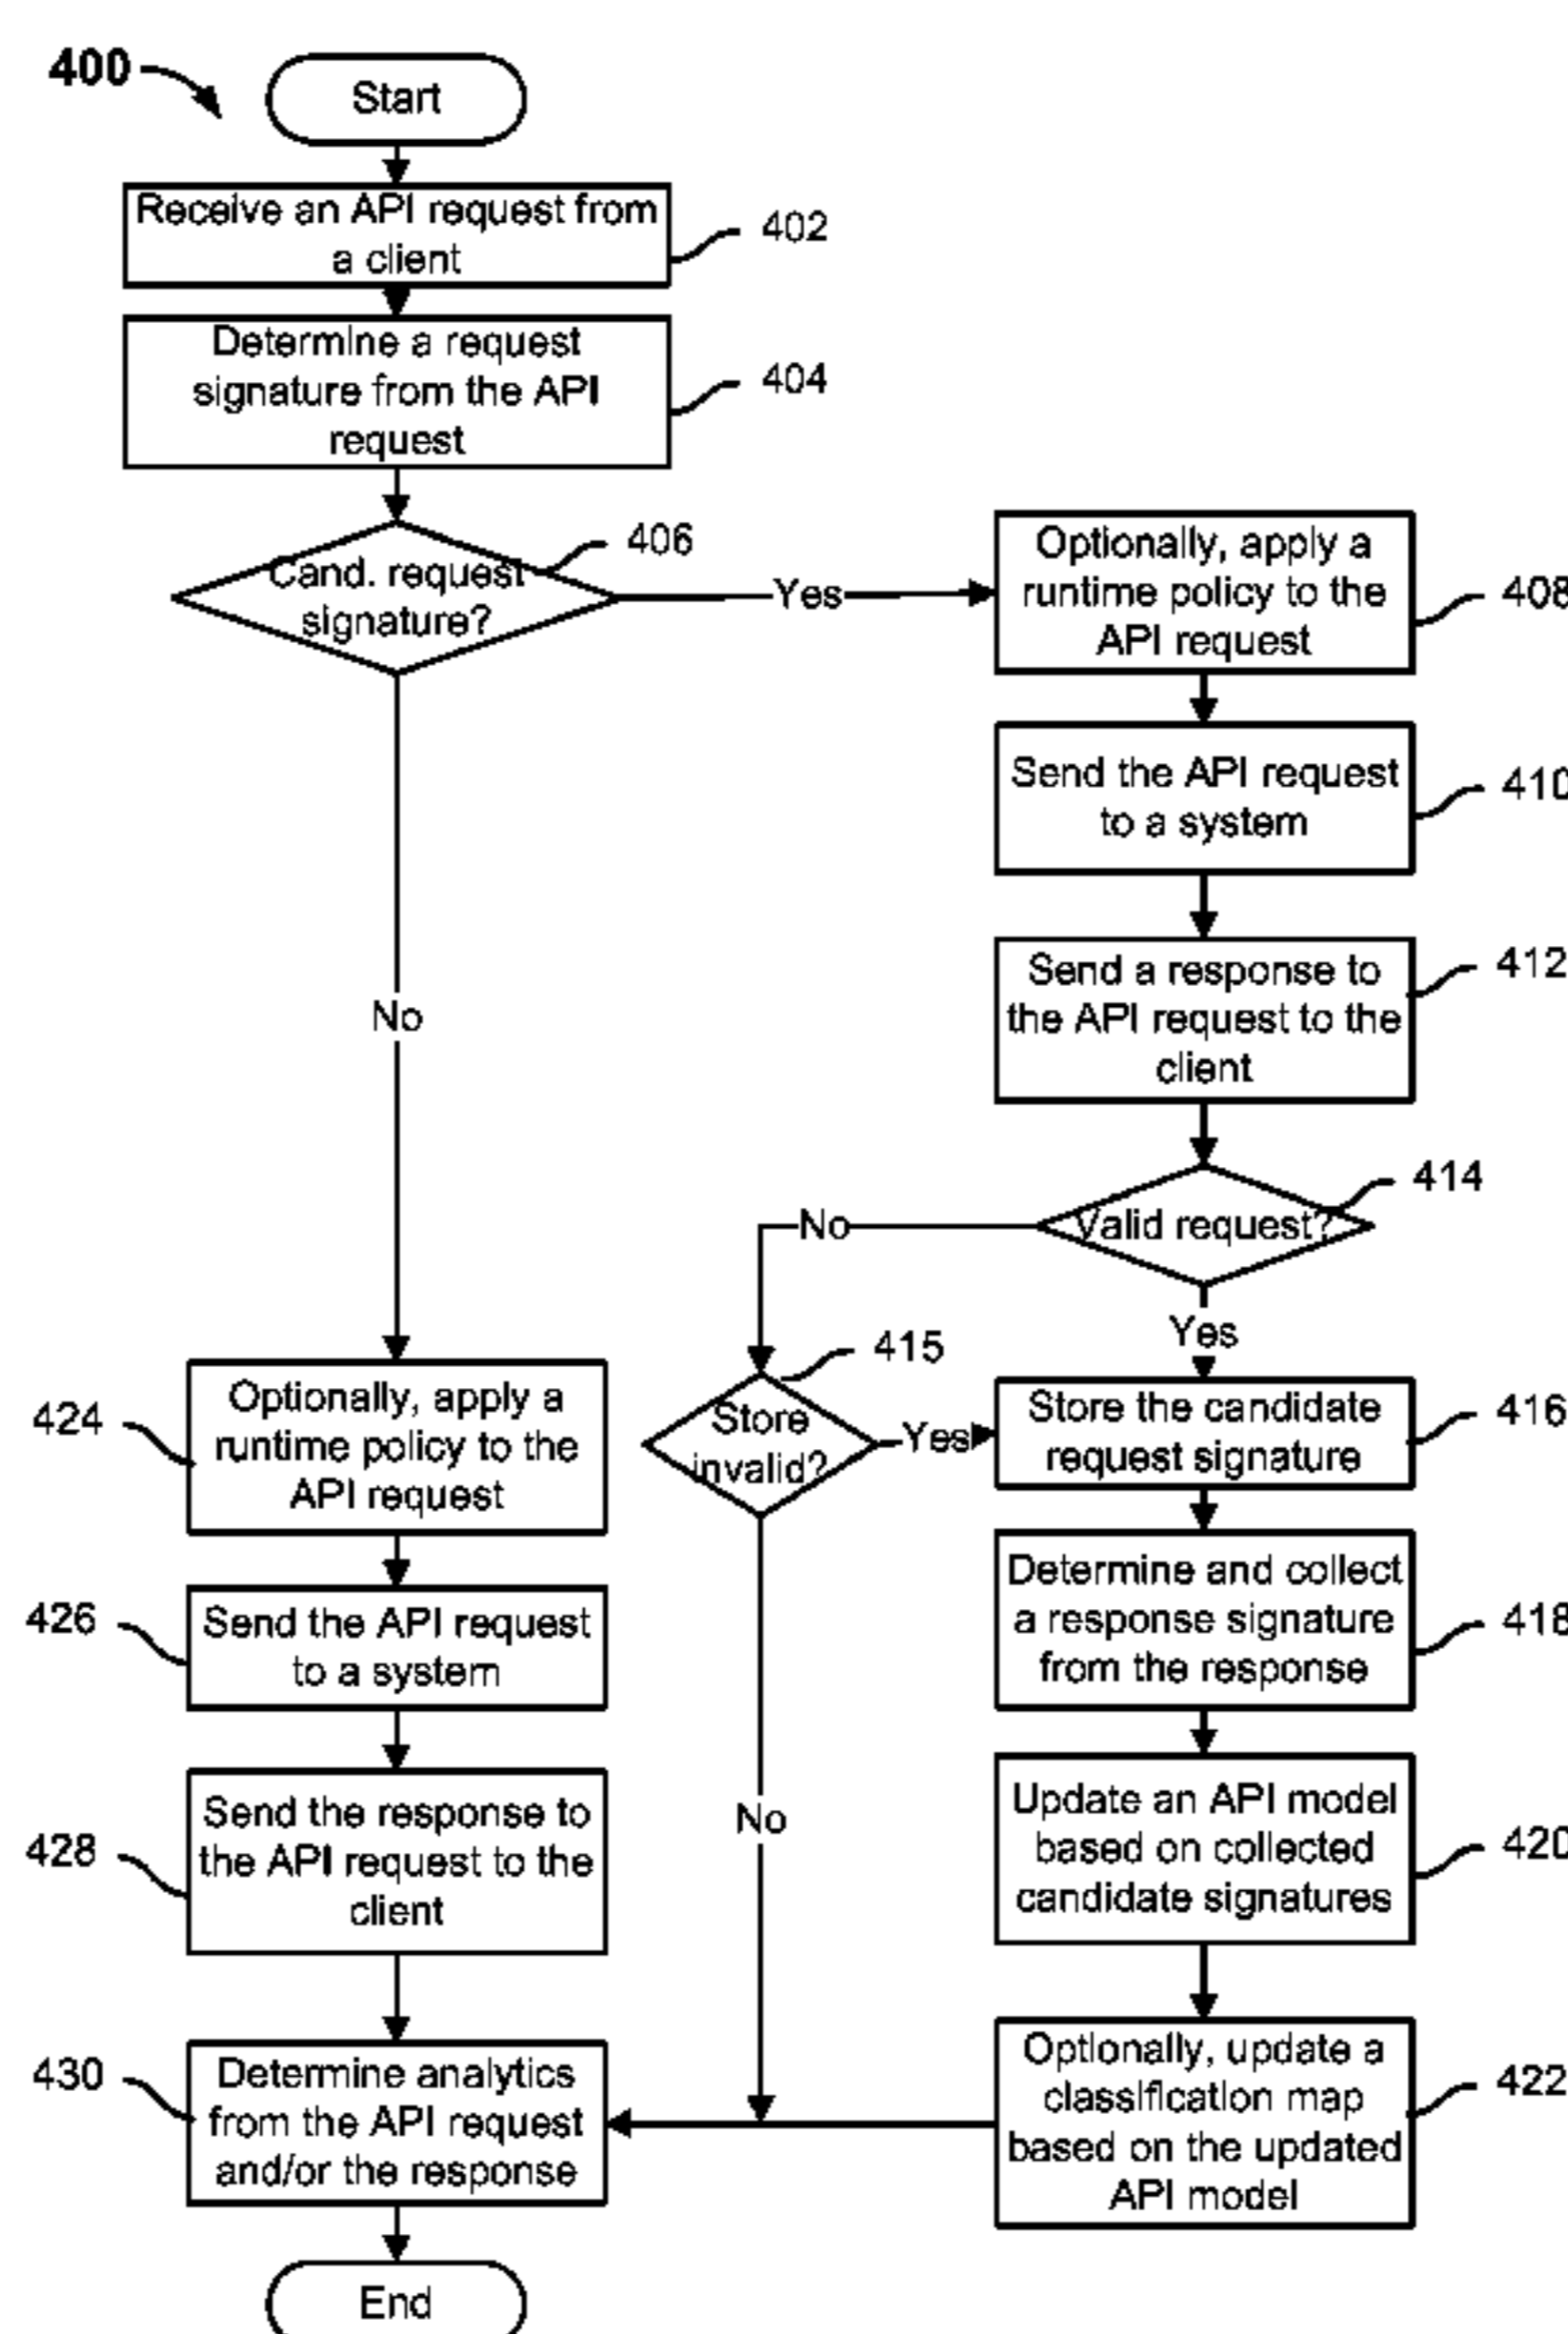 400
Start
Receive an API request from
a client
402
Determine a request
signature from the API
request
404
Cand. request
signature?
406
Yes
Optionally, apply a
runtime policy to the
API request
408
Send the API request
to a system
410
Send a response to
the API request to the
client
412
Valid request?
414
No
Yes
No
415
Store
invalid?
Yes
Store the candidate
request signature
416
Determine and collect
a response signature
from the response
418
No
Update an API model
based on collected
candidate signatures
420
Optionally, update a
classification map
based on the updated
API model
422
424
Optionally, apply a
runtime policy to the
API request
426
Send the API request
to a system
428
Send the response to
the API request to the
client
430
Determine analytics
from the API request
and/or the response
End